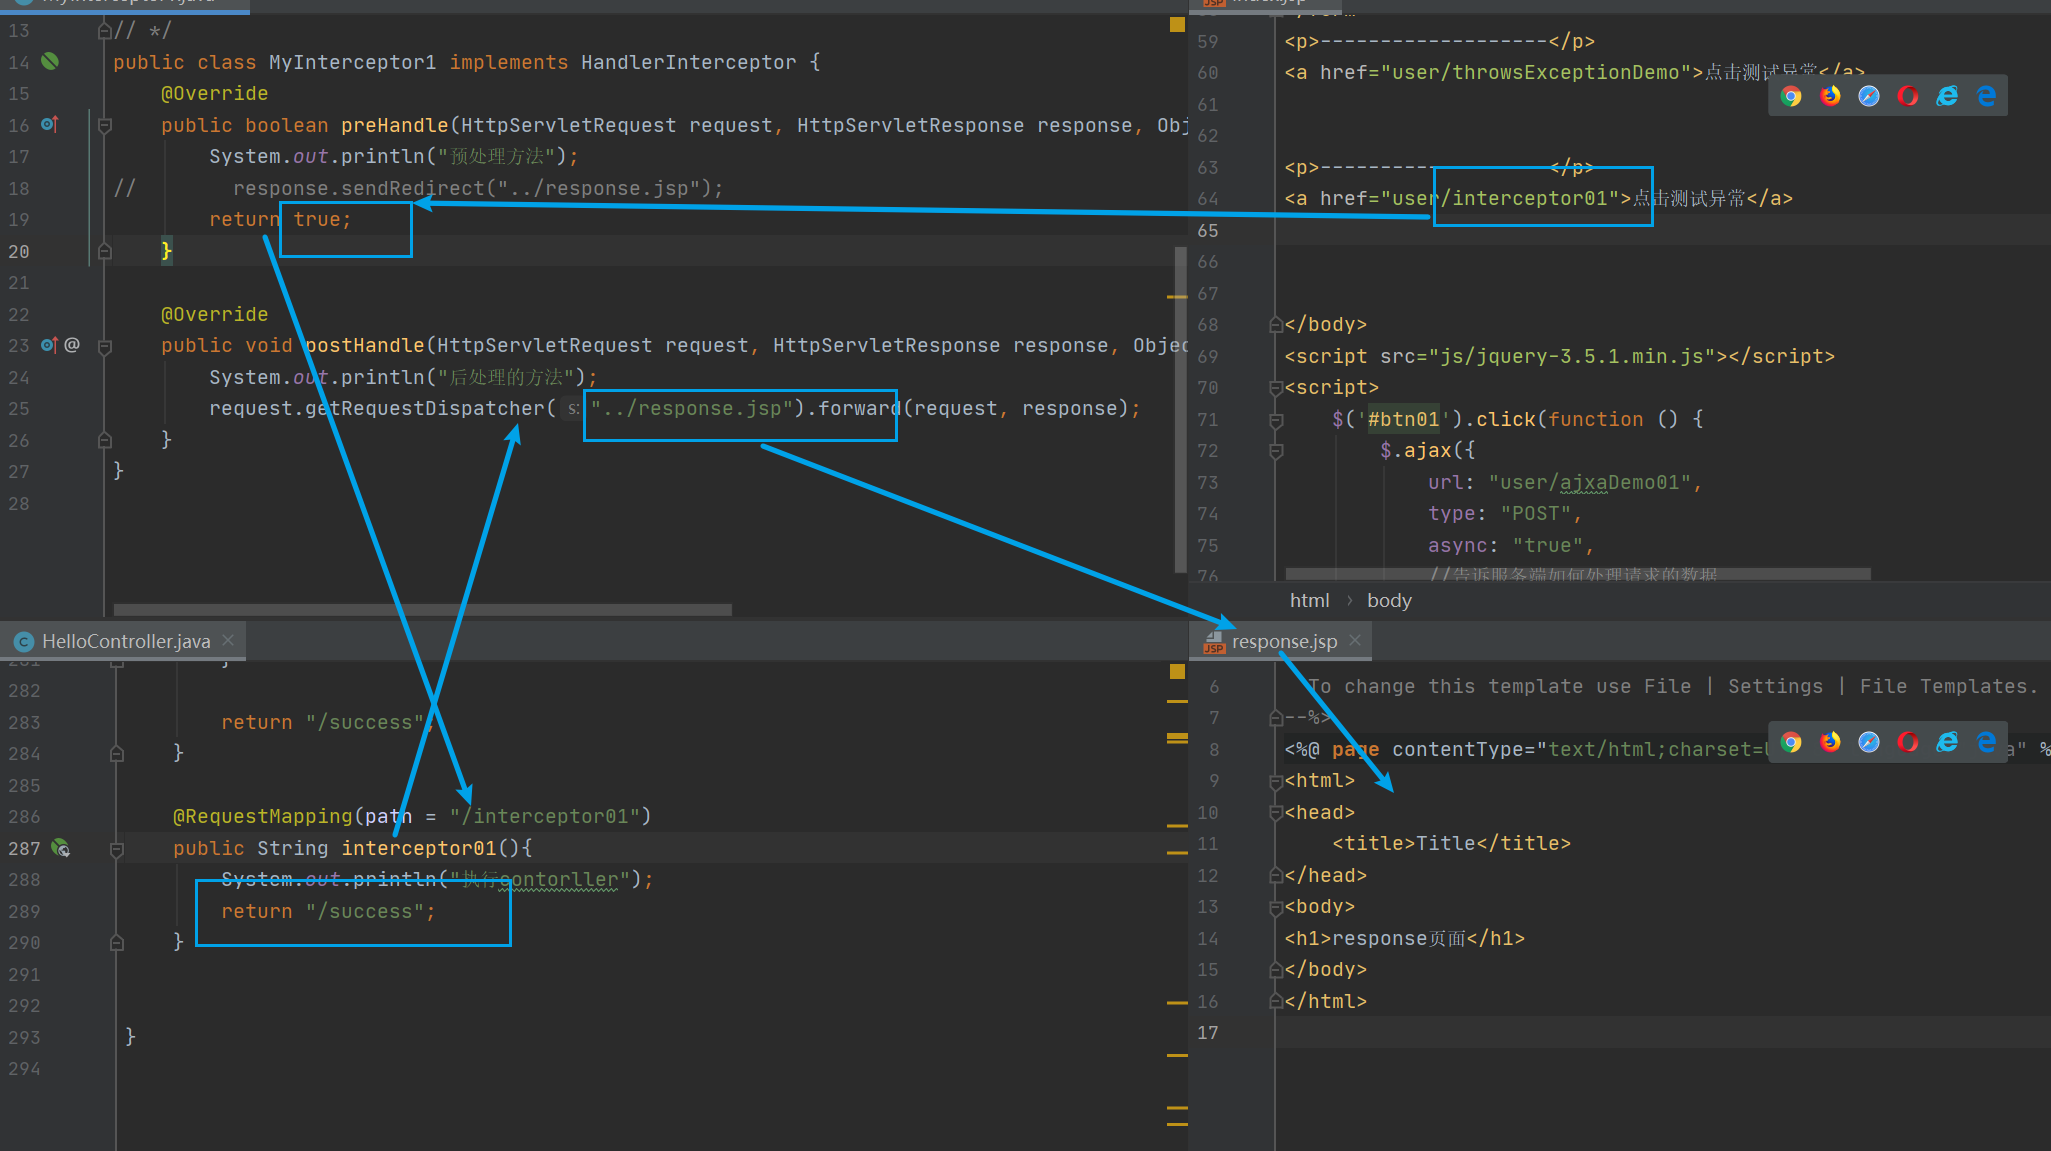 13 // */
14 public class MyInterceptor1 implements HandlerInterceptor {
15 @Override
16 public boolean preHandle(HttpServletRequest request, HttpServletResponse response, Obj
17 System.out.println("预处理方法");
18 // response.sendRedirect("../response.jsp");
19 return true;
20 }
21
22 @Override
23 @ public void postHandle(HttpServletRequest request, HttpServletResponse response, Objec
24 System.out.println("后处理的方法");
25 request.getRequestDispatcher( s: "../response.jsp").forward(request, response);
26 }
27 }
28
59 <p>-------------------</p>
60 <a href="user/throwsExceptionDemo">点击测试异常</a>
61
62
63 <p>-------------------</p>
64 <a href="user/interceptor01">点击测试异常</a>
65
66
67
68 </body>
69 <script src="js/jquery-3.5.1.min.js"></script>
70 <script>
71 $('#btn01').click(function () {
72 $.ajax({
73 url: "user/ajxaDemo01",
74 type: "POST",
75 async: "true",
76 //告诉服务端如何处理请求的数据
html › body
HelloController.java
281 }
282
283 return "/success";
284 }
285
286 @RequestMapping(path = "/interceptor01")
287 public String interceptor01(){
288 System.out.println("执行contorller");
289 return "/success";
290 }
291
292
293 }
294
JSP response.jsp
6 To change this template use File | Settings | File Templates.
7 --%>
8 <%@ page contentType="text/html;charset=U a" %
9 <html>
10 <head>
11 <title>Title</title>
12 </head>
13 <body>
14 <h1>response页面</h1>
15 </body>
16 </html>
17